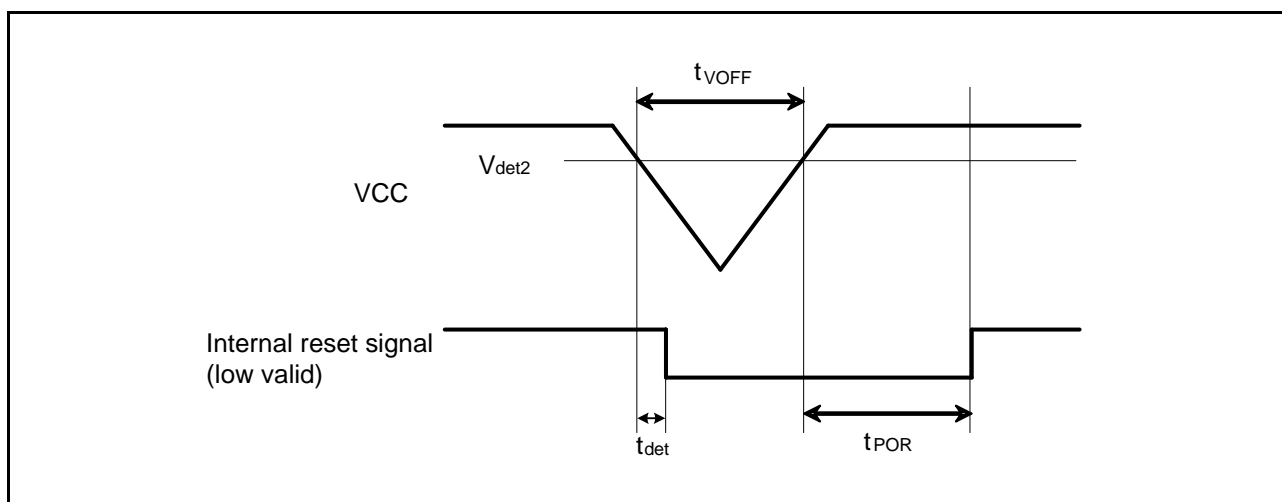 tVOFF
Vdet2
VCC
Internal reset signal
(low valid)
tdet
tPOR